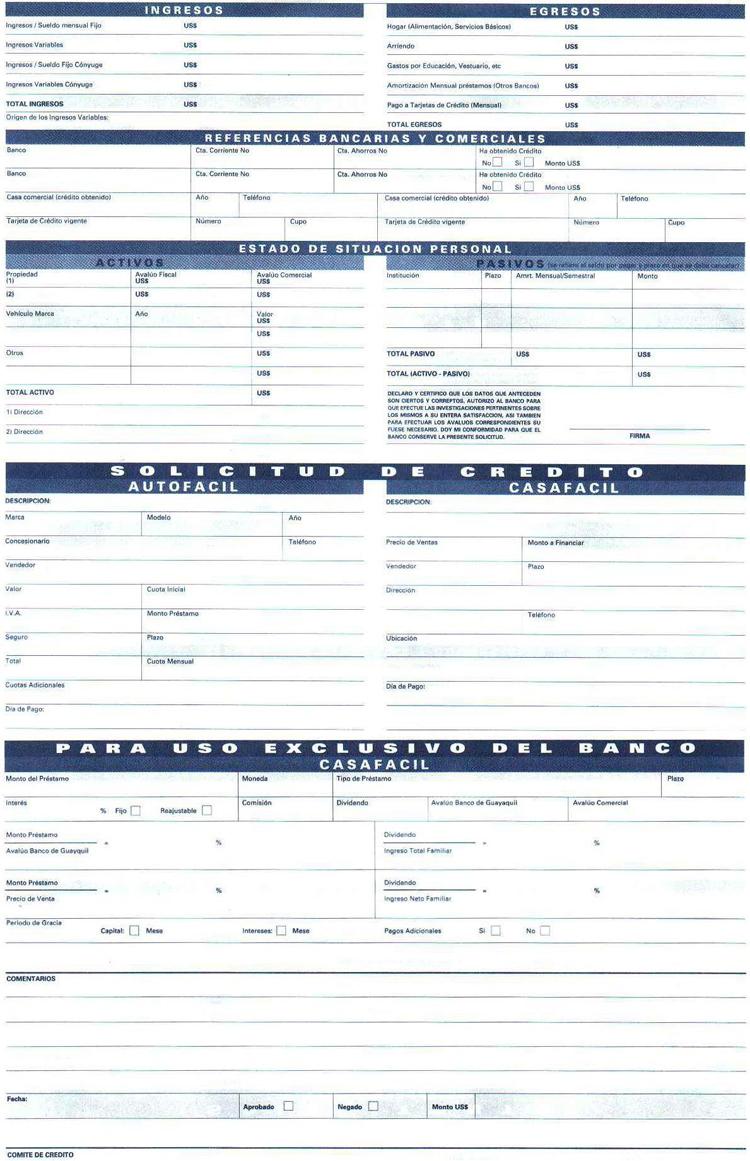 INGRESOS
Ingresos / Sueldo mensual Fijo US$
Ingresos Variables US$
Ingresos / Sueldo Fijo Cónyuge US$
Ingresos Variables Cónyuge US$
TOTAL INGRESOS US$
Origen de los Ingresos Variables:
EGRESOS
Hogar (Alimentación, Servicios Básicos) US$
Arriendo US$
Gastos por Educación, Vestuario, etc US$
Amortización Mensual préstamos (Otros Bancos) US$
Pago a Tarjetas de Crédito (Mensual) US$
TOTAL EGRESOS US$
REFERENCIAS BANCARIAS Y COMERCIALES
Banco Cta. Corriente No Cta. Ahorros No Ha obtenido Crédito
No Si Monto US$
Banco Cta. Corriente No Cta. Ahorros No Ha obtenido Crédito
No Si Monto US$
Casa comercial (crédito obtenido) Año Teléfono Casa comercial (crédito obtenido) Año Teléfono
Tarjeta de Crédito vigente Número Cupo Tarjeta de Crédito vigente Número Cupo
ESTADO DE SITUACION PERSONAL
ACTIVOS
Propiedad Avalúo Fiscal Avalúo Comercial
(1) US$ US$
(2) US$ US$
Vehículo Marca Año Valor
US$
US$
Otros US$
US$
TOTAL ACTIVO US$
1) Dirección
2) Dirección
PASIVOS (se refiere al saldo por pagar y plazo en que se debe cancelar)
Institución Plazo Amrt. Mensual/Semestral Monto
TOTAL PASIVO US$ US$
TOTAL (ACTIVO - PASIVO) US$
DECLARO Y CERTIFICO QUE LOS DATOS QUE ANTECEDEN
SON CIERTOS Y CORREPTOS, AUTORIZO AL BANCO PARA
QUE EFECTUE LAS INVESTIGACIONES PERTINENTES SOBRE
LOS MISMOS A SU ENTERA SATISFACCION, ASI TAMBIEN
PARA EFECTUAR LOS AVALUOS CORRESPONDIENTES SU
FUESE NECESARIO. DOY MI CONFORMIDAD PARA QUE EL
BANCO CONSERVE LA PRESENTE SOLICITUD.
FIRMA
SOLICITUD DE CREDITO
AUTOFACIL
DESCRIPCION:
Marca Modelo Año
Concesionario Teléfono
Vendedor
Valor Cuota Inicial
I.V.A. Monto Préstamo
Seguro Plazo
Total Cuota Mensual
Cuotas Adicionales
Día de Pago:
CASAFACIL
DESCRIPCION:
Precio de Ventas Monto a Financiar
Vendedor Plazo
Dirección
Teléfono
Ubicación
Día de Pago:
PARA USO EXCLUSIVO DEL BANCO
CASAFACIL
Monto del Préstamo Moneda Tipo de Préstamo Plazo
Interés % Fijo Reajustable Comisión Dividendo Avalúo Banco de Guayaquil Avalúo Comercial
Monto Préstamo = % Dividendo = %
Avalúo Banco de Guayquil Ingreso Total Familiar
Monto Préstamo = % Dividendo = %
Precio de Venta Ingreso Neto Familiar
Periodo de Gracia
Capital: Mese Intereses: Mese Pagos Adicionales Si No
COMENTARIOS
Fecha: Aprobado Negado Monto US$
COMITE DE CREDITO